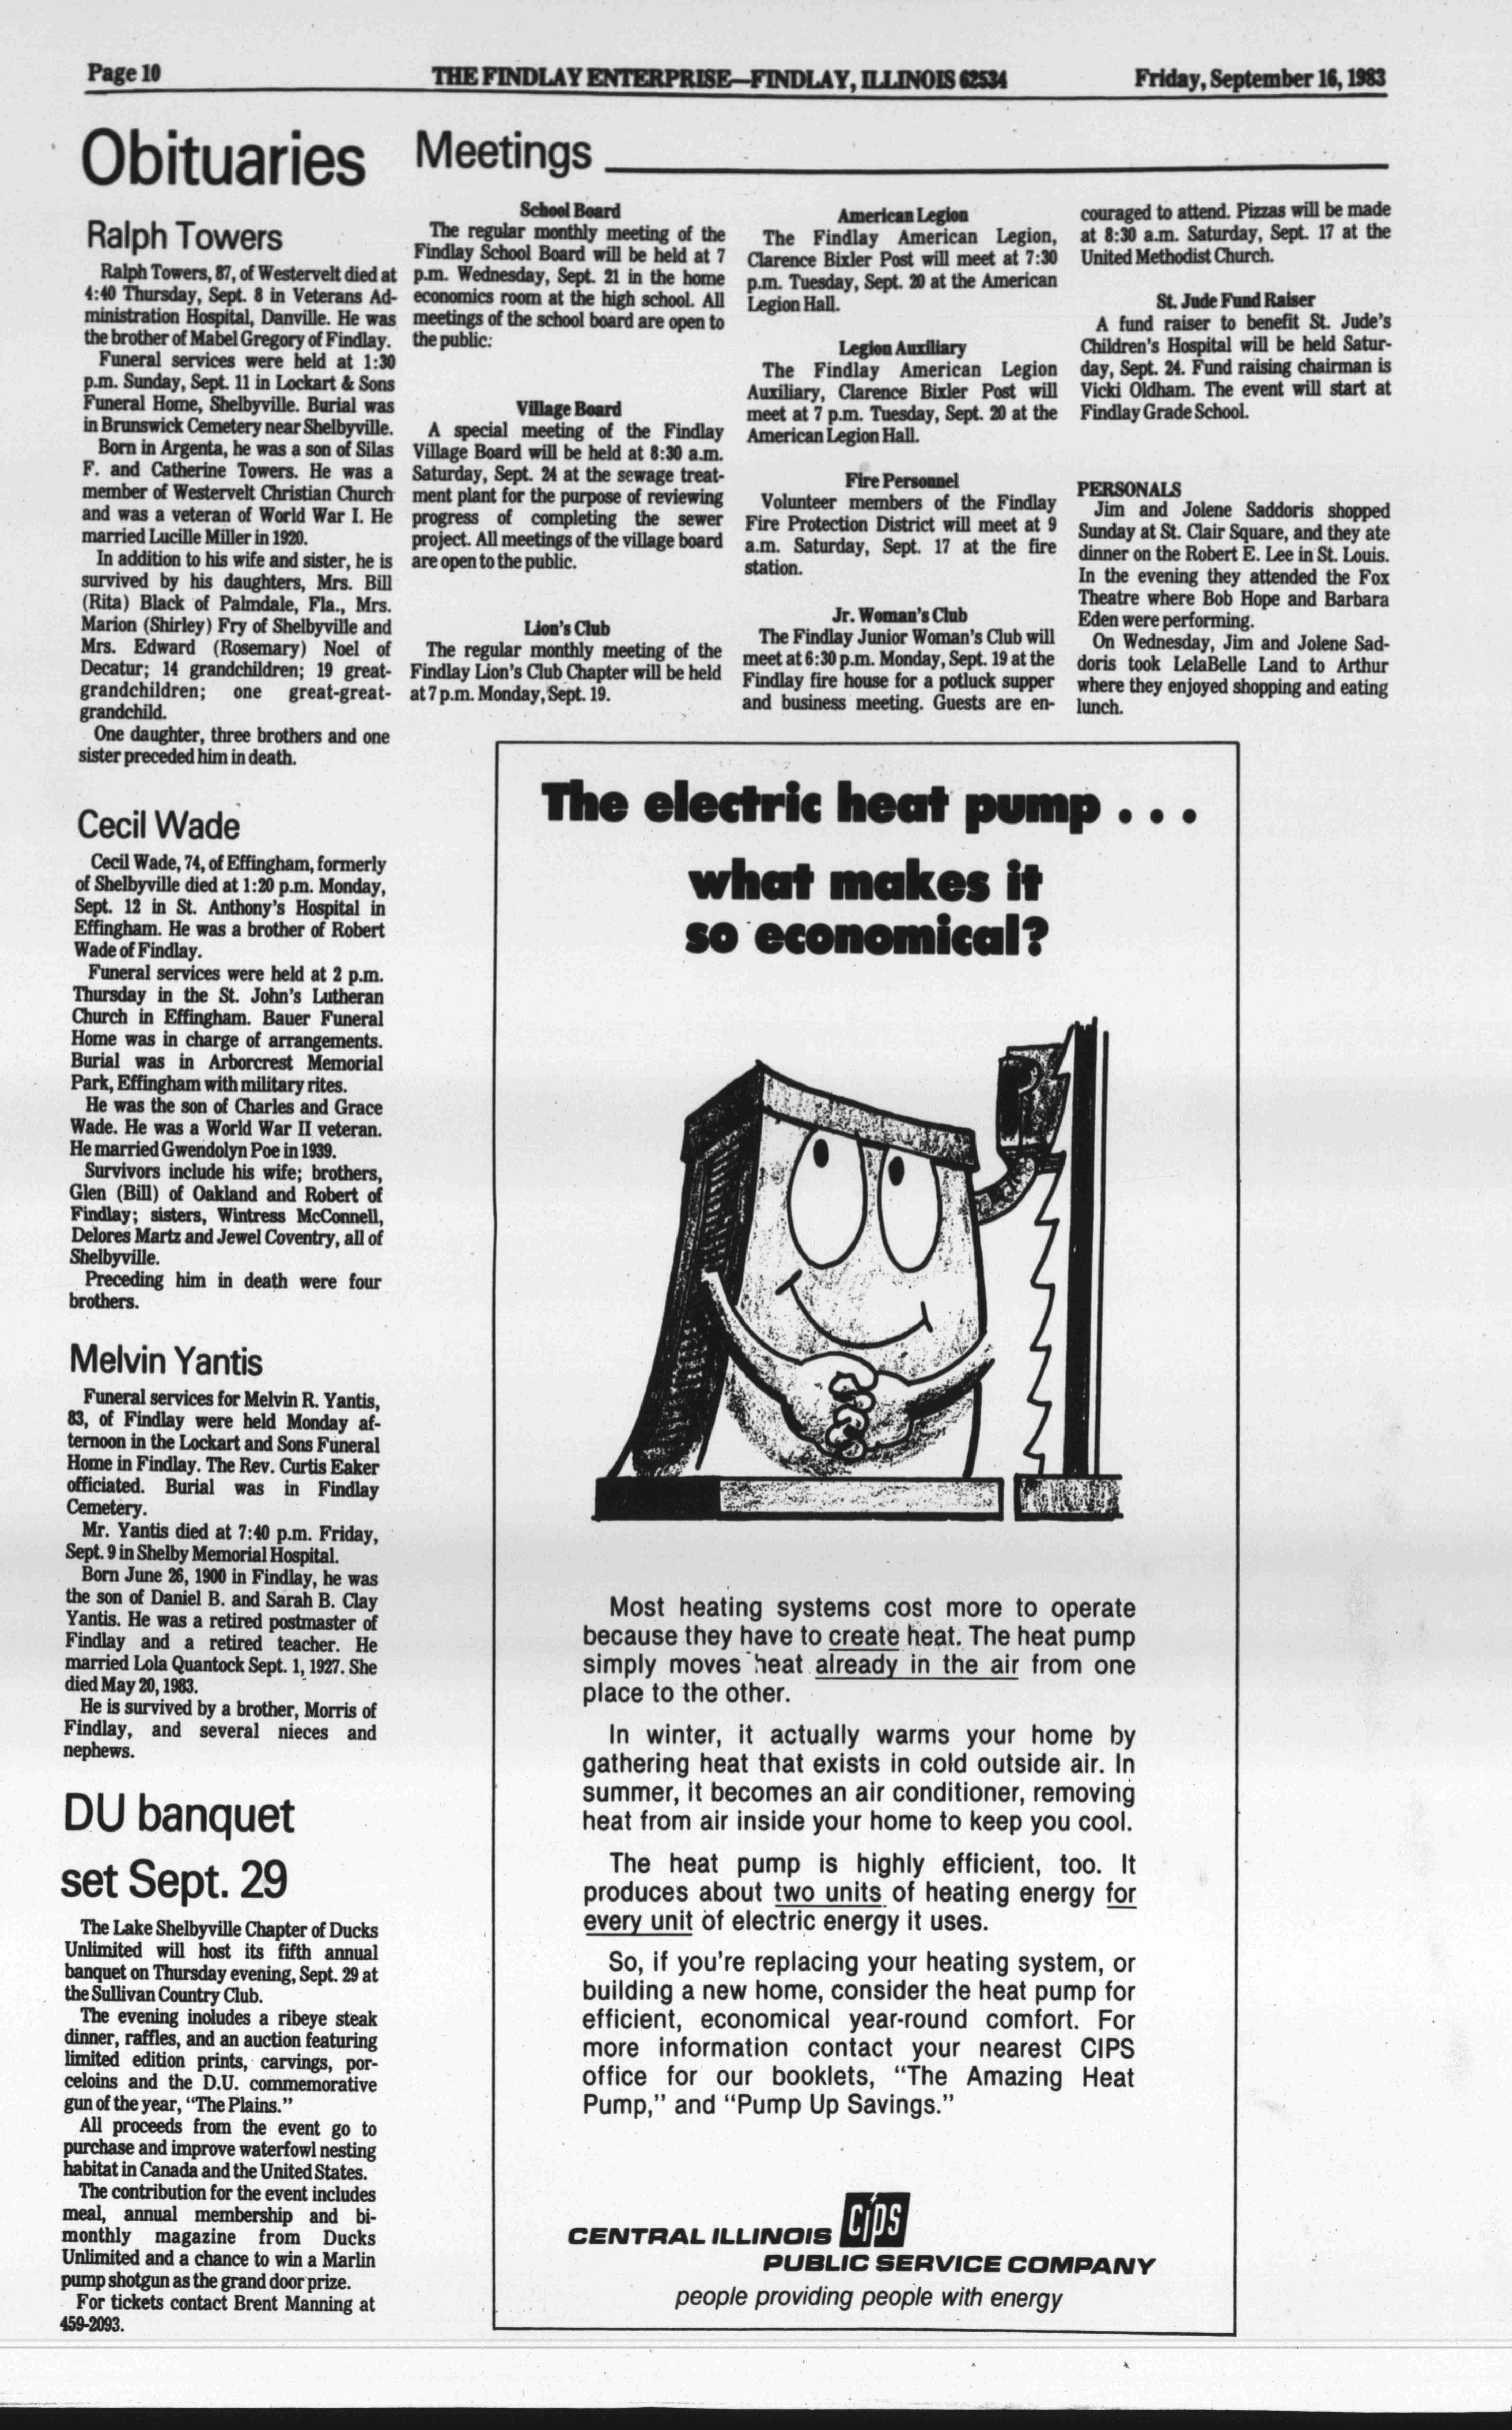 Page 10
THE FINDLAY ENTERPRISE—FINDLAY, ILLINOIS 62534
Friday, September 16, 1983
Obituaries
Ralph Towers
Ralph Towers, 87, of Westervelt died at
4:40 Thursday, Sept. 8 in Veterans Ad-
ministration Hospital, Danville. He was
the brother of Mabel Gregory of Findlay.
Funeral services were held at 1:30
p.m. Sunday, Sept. 11 in Lockart & Sons
Funeral Home, Shelbyville. Burial was
in Brunswick Cemetery near Shelbyville.
Born in Argenta, he was a son of Silas
F. and Catherine Towers. He was a
member of Westervelt Christian Church
and was a veteran of World War I. He
married Lucille Miller in 1920.
In addition to his wife and sister, he is
survived by his daughters, Mrs. Bill
(Rita) Black of Palmdale, Fla., Mrs.
Marion (Shirley) Fry of Shelbyville and
Mrs. Edward (Rosemary) Noel of
Decatur; 14 grandchildren; 19 great-
grandchildren; one great-great-
grandchild.
One daughter, three brothers and one
sister preceded him in death.
Cecil Wade
Cecil Wade, 74, of Effingham, formerly
of Shelbyville died at 1:20 p.m. Monday,
Sept. 12 in St. Anthony's Hospital in
Effingham. He was a brother of Robert
Wade of Findlay.
Funeral services were held at 2 p.m.
Thursday in the St. John's Lutheran
Church in Effingham. Bauer Funeral
Home was in charge of arrangements.
Burial was in Arborcrest Memorial
Park, Effingham with military rites.
He was the son of Charles and Grace
Wade. He was a World War II veteran.
He married Gwendolyn Poe in 1939.
Survivors include his wife; brothers,
Glen (Bill) of Oakland and Robert of
Findlay; sisters, Wintress McConnell,
Delores Martz and Jewel Coventry, all of
Shelbyville.
Preceding him in death were four
brothers.
Melvin Yantis
Funeral services for Melvin R. Yantis,
83, of Findlay were held Monday af-
ternoon in the Lockart and Sons Funeral
Home in Findlay. The Rev. Curtis Eaker
officiated. Burial was in Findlay
Cemetery.
Mr. Yantis died at 7:40 p.m. Friday,
Sept. 9 in Shelby Memorial Hospital.
Born June 26, 1900 in Findlay, he was
the son of Daniel B. and Sarah B. Clay
Yantis. He was a retired postmaster of
Findlay and a retired teacher. He
married Lola Quantock Sept. 1, 1927. She
died May 20, 1983.
He is survived by a brother, Morris of
Findlay, and several nieces and
nephews.
DU banquet
set Sept. 29
The Lake Shelbyville Chapter of Ducks
Unlimited will host its fifth annual
banquet on Thursday evening, Sept. 29 at
the Sullivan Country Club.
The evening includes a ribeye steak
dinner, raffles, and an auction featuring
limited edition prints, carvings, por-
celoins and the D.U. commemorative
gun of the year, "The Plains."
All proceeds from the event go to
purchase and improve waterfowl nesting
habitat in Canada and the United States.
The contribution for the event includes
meal, annual membership and bi-
monthly magazine from Ducks
Unlimited and a chance to win a Marlin
pump shotgun as the grand door prize.
For tickets contact Brent Manning at
459-2093.
Meetings
School Board
The regular monthly meeting of the
Findlay School Board will be held at 7
p.m. Wednesday, Sept. 21 in the home
economics room at the high school. All
meetings of the school board are open to
the public.
Village Board
A special meeting of the Findlay
Village Board will be held at 8:30 a.m.
Saturday, Sept. 24 at the sewage treat-
ment plant for the purpose of reviewing
progress of completing the sewer
project. All meetings of the village board
are open to the public.
Lion's Club
The regular monthly meeting of the
Findlay Lion's Club Chapter will be held
at 7 p.m. Monday, Sept. 19.
American Legion
The Findlay American Legion,
Clarence Bixler Post will meet at 7:30
p.m. Tuesday, Sept. 20 at the American
Legion Hall.
Legion Auxiliary
The Findlay American Legion
Auxiliary, Clarence Bixler Post will
meet at 7 p.m. Tuesday, Sept. 20 at the
American Legion Hall.
Fire Personnel
Volunteer members of the Findlay
Fire Protection District will meet at 9
a.m. Saturday, Sept. 17 at the fire
station.
Jr. Woman's Club
The Findlay Junior Woman's Club will
meet at 6:30 p.m. Monday, Sept. 19 at the
Findlay fire house for a potluck supper
and business meeting. Guests are en-
couraged to attend. Pizzas will be made
at 8:30 a.m. Saturday, Sept. 17 at the
United Methodist Church.
St. Jude Fund Raiser
A fund raiser to benefit St. Jude's
Children's Hospital will be held Satur-
day, Sept. 24. Fund raising chairman is
Vicki Oldham. The event will start at
Findlay Grade School.
PERSONALS
Jim and Jolene Saddoris shopped
Sunday at St. Clair Square, and they ate
dinner on the Robert E. Lee in St. Louis.
In the evening they attended the Fox
Theatre where Bob Hope and Barbara
Eden were performing.
On Wednesday, Jim and Jolene Sad-
doris took LelaBelle Land to Arthur
where they enjoyed shopping and eating
lunch.
The electric heat pump . . .
what makes it
so economical?
Most heating systems cost more to operate
because they have to create heat. The heat pump
simply moves heat already in the air from one
place to the other.
In winter, it actually warms your home by
gathering heat that exists in cold outside air. In
summer, it becomes an air conditioner, removing
heat from air inside your home to keep you cool.
The heat pump is highly efficient, too. It
produces about two units of heating energy for
every unit of electric energy it uses.
So, if you're replacing your heating system, or
building a new home, consider the heat pump for
efficient, economical year-round comfort. For
more information contact your nearest CIPS
office for our booklets, "The Amazing Heat
Pump," and "Pump Up Savings."
CENTRAL ILLINOIS CIPS
PUBLIC SERVICE COMPANY
people providing people with energy